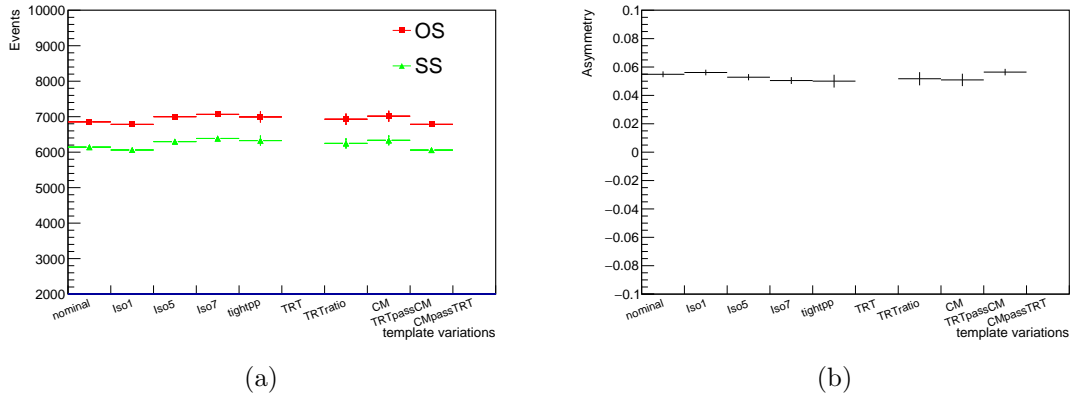 Events
10000
9000
8000
7000
6000
5000
4000
3000
2000
OS
SS
nominal
Iso1
Iso5
Iso7
tightpp
TRT
TRTratio
CM
TRTpassCM
CMpassTRT
template variations
(a)
Asymmetry
0.1
0.08
0.06
0.04
0.02
0
−0.02
−0.04
−0.06
−0.08
−0.1
nominal
Iso1
Iso5
Iso7
tightpp
TRT
TRTratio
CM
TRTpassCM
CMpassTRT
template variations
(b)